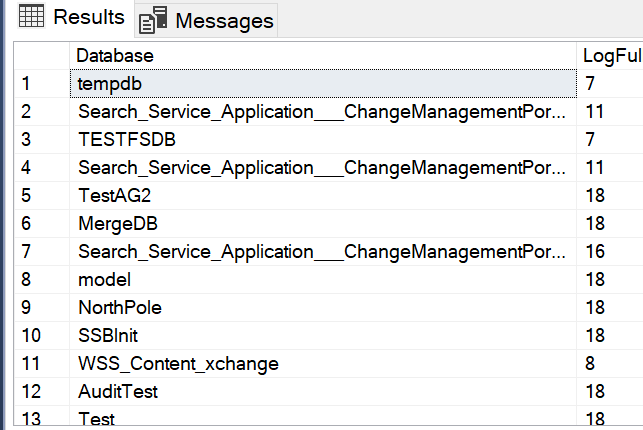 Results Messages
Database LogFul
1 tempdb 7
2 Search_Service_Application___ChangeManagementPor... 11
3 TESTFSDB 7
4 Search_Service_Application___ChangeManagementPor... 11
5 TestAG2 18
6 MergeDB 18
7 Search_Service_Application___ChangeManagementPor... 16
8 model 18
9 NorthPole 18
10 SSBInit 18
11 WSS_Content_xchange 8
12 AuditTest 18
13 Test 18